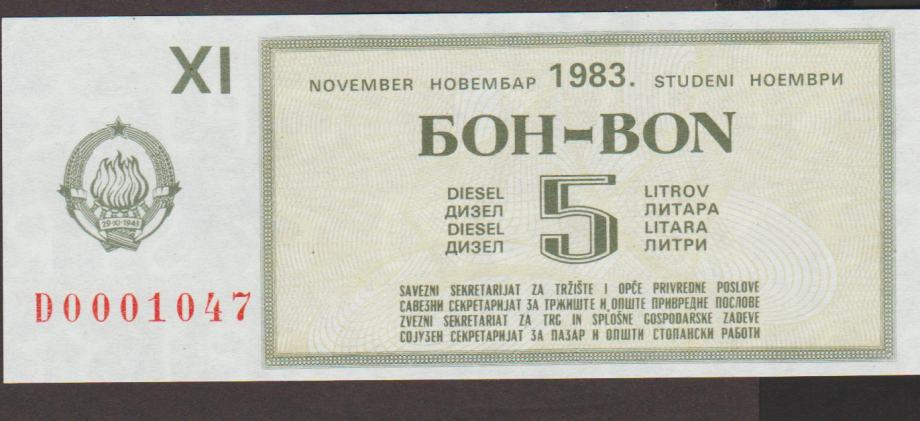 XI
NOVEMBER НОВЕМБАР 1983. STUDENI НОЕМВРИ
БОН-BON
DIESEL 5 LITROV
ДИЗЕЛ ЛИТАРА
DIESEL LITARA
ДИЗЕЛ ЛИТРИ
29·XI·1943
D0001047
SAVEZNI SEKRETARIJAT ZA TRŽIŠTE I OPĆE PRIVREDNE POSLOVE
САВЕЗНИ СЕКРЕТАРИЈАТ ЗА ТРЖИШТЕ И ОПШТЕ ПРИВРЕДНЕ ПОСЛОВЕ
ZVEZNI SEKRETARIAT ZA TRG IN SPLOŠNE GOSPODARSKE ZADEVE
СОЈУЗЕН СЕКРЕТАРИЈАТ ЗА ПАЗАР И ОПШТИ СТОПАНСКИ РАБОТИ